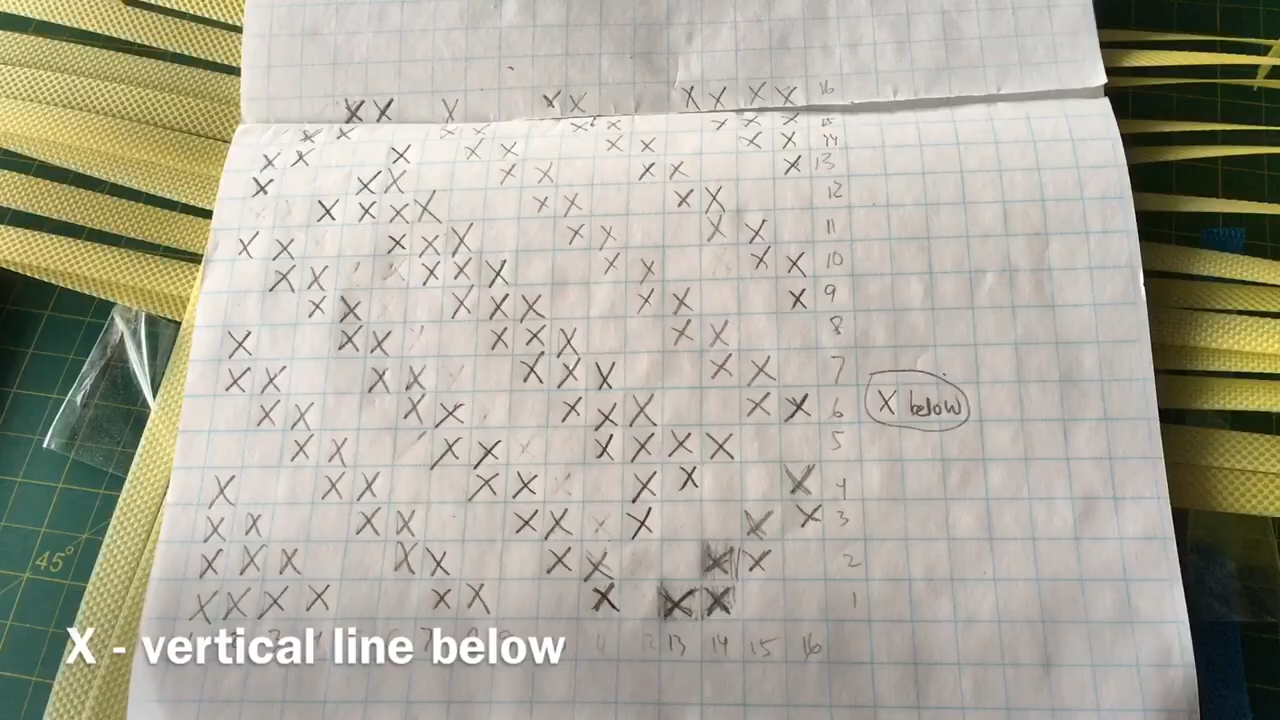 X X X X X X X X X 16
X X X X X X X X X 15
X X X X X X X X X 14
X X X X X X X X 13
X X X X X X X 12
X X X X X X X X 11
X X X X X X X X X 10
X X X X X X X X 9
X X X X X X X X 8
X X X X X X X X X 7
X X X X X X X X X 6 X below
X X X X X X X X 5
X X X X X X X X 4
X X X X X X X X X 3
X X X X X X X X X 2
X X X X X X X X X 1
12 13 14 15 16
45°
X - vertical line below